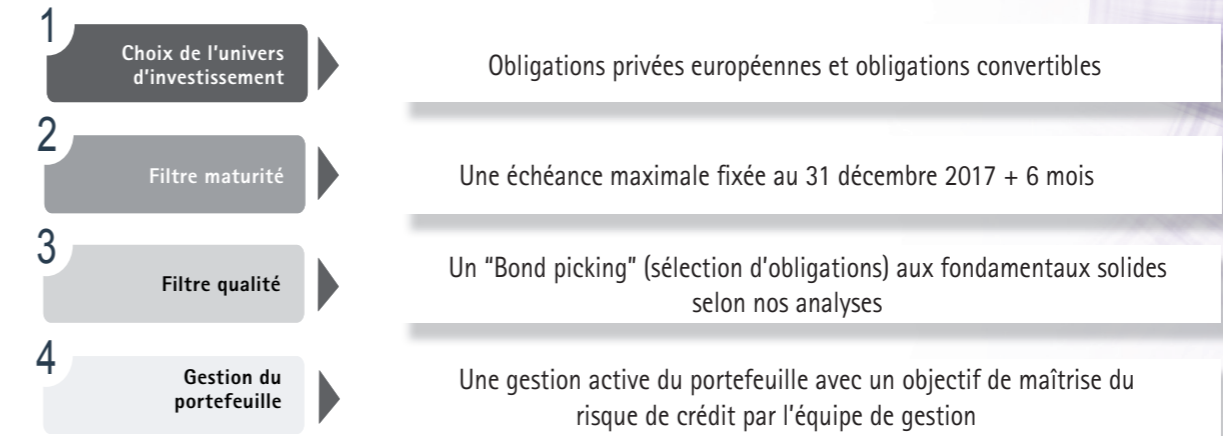 1
Choix de l'univers
d'investissement
Obligations privées européennes et obligations convertibles
2
Filtre maturité
Une échéance maximale fixée au 31 décembre 2017 + 6 mois
3
Filtre qualité
Un “Bond picking” (sélection d'obligations) aux fondamentaux solides
selon nos analyses
4
Gestion du
portefeuille
Une gestion active du portefeuille avec un objectif de maîtrise du
risque de crédit par l'équipe de gestion